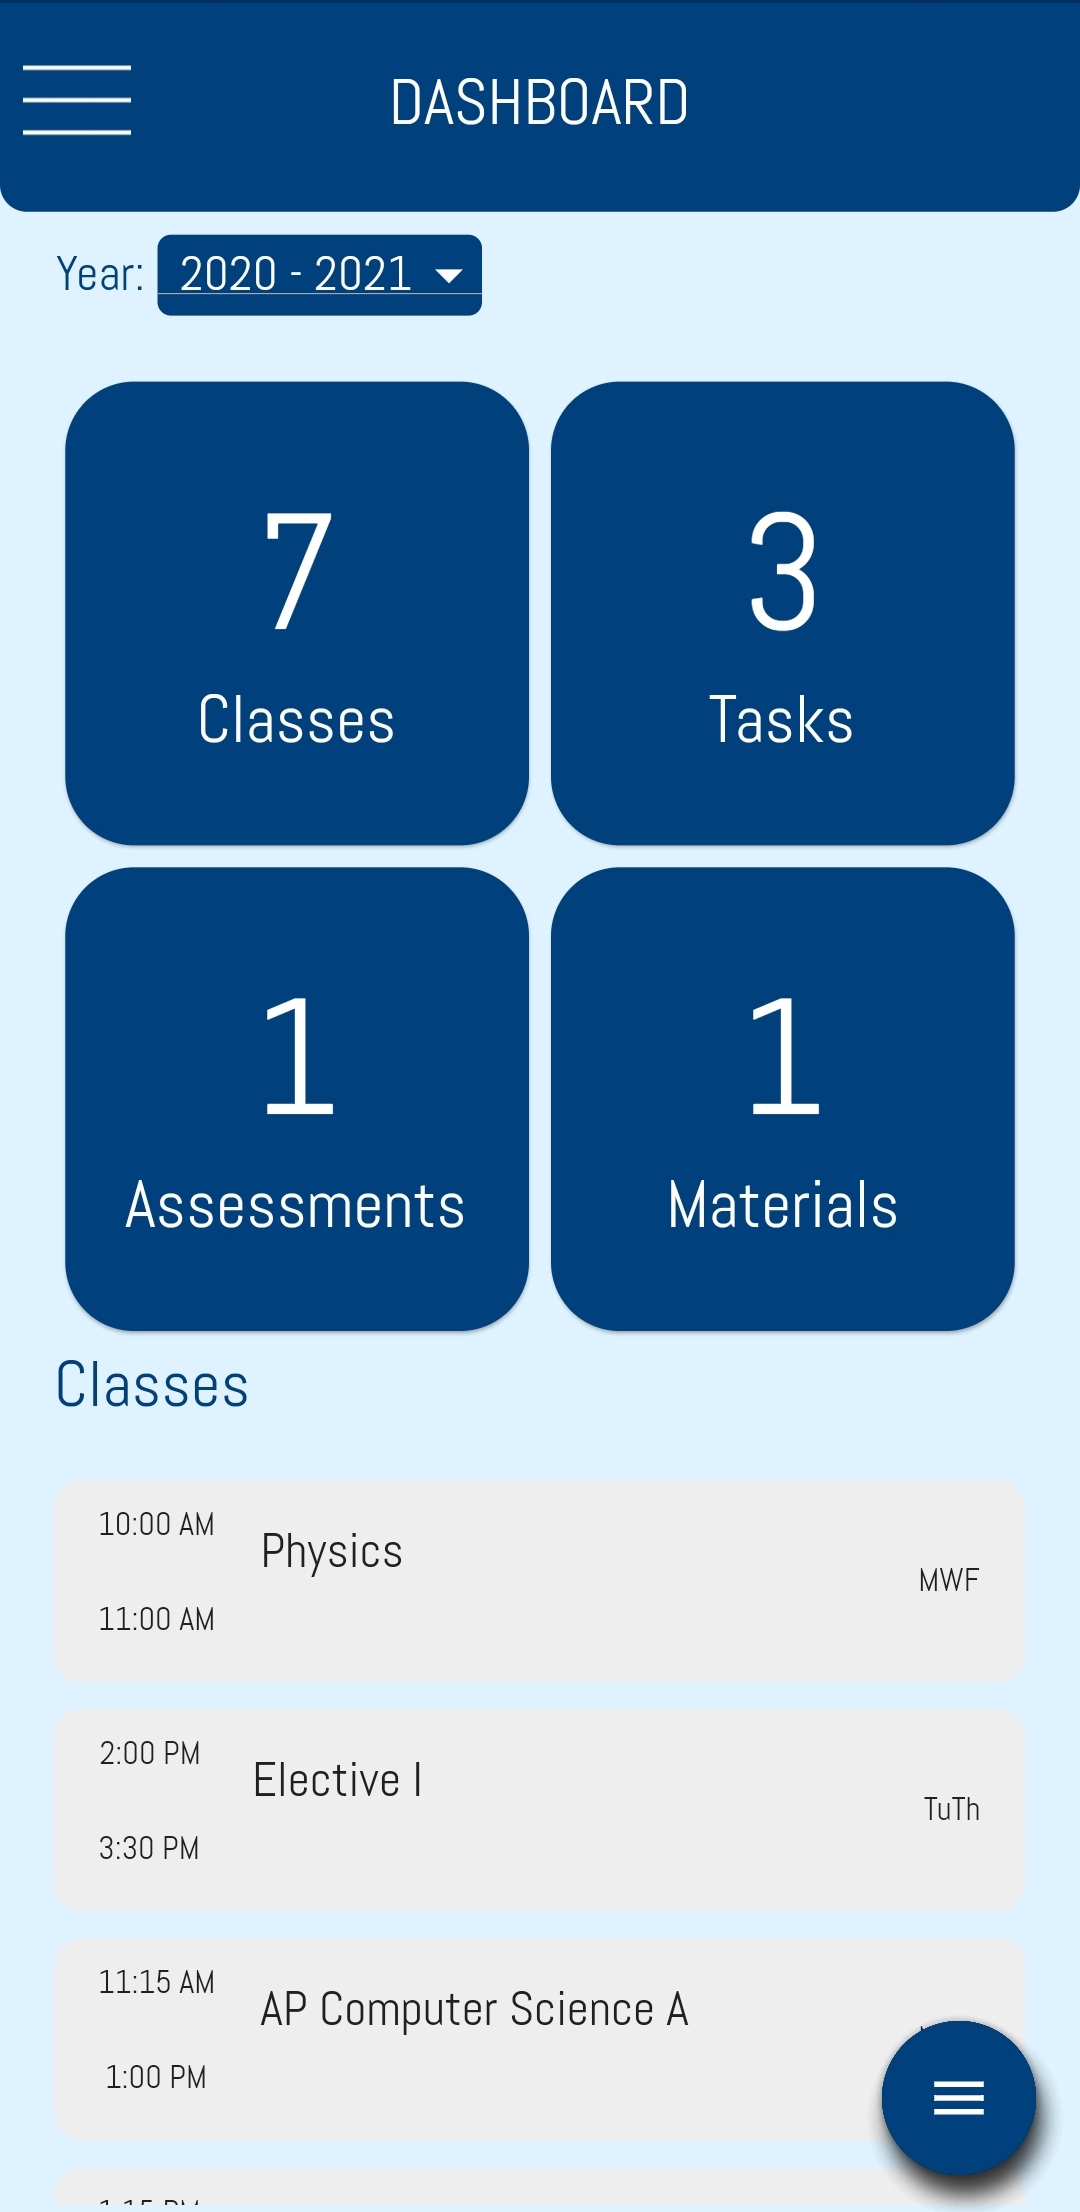 DASHBOARD
Year: 2020 - 2021
7
Classes
3
Tasks
1
Assessments
1
Materials
Classes
10:00 AM
Physics
MWF
11:00 AM
2:00 PM
Elective I
TuTh
3:30 PM
11:15 AM
AP Computer Science A
1:00 PM